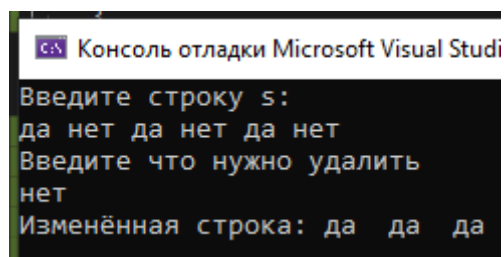 Консоль отладки Microsoft Visual Studi
Введите строку s:
да нет да нет да нет
Введите что нужно удалить
нет
Изменённая строка: да  да  да